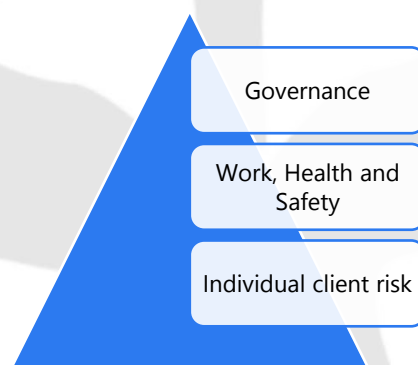 Governance
Work, Health and
Safety
Individual client risk